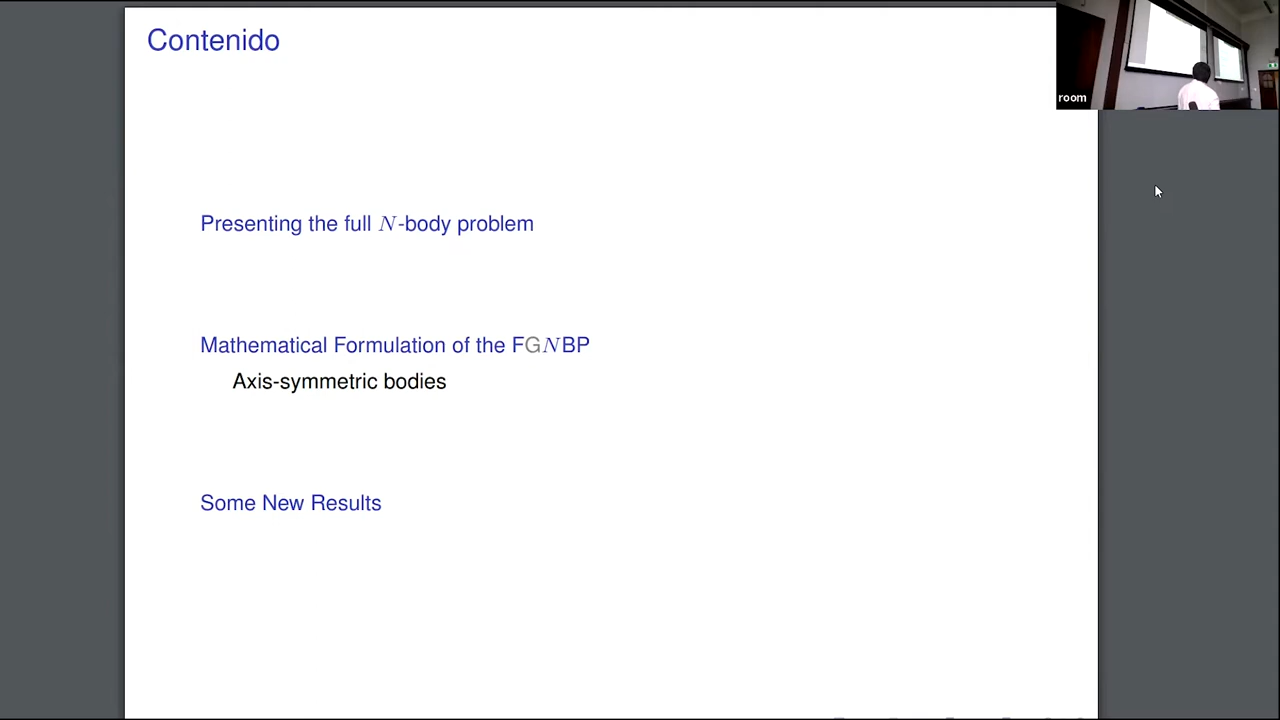 Contenido
room
Presenting the full N-body problem
Mathematical Formulation of the FGNBP
Axis-symmetric bodies
Some New Results